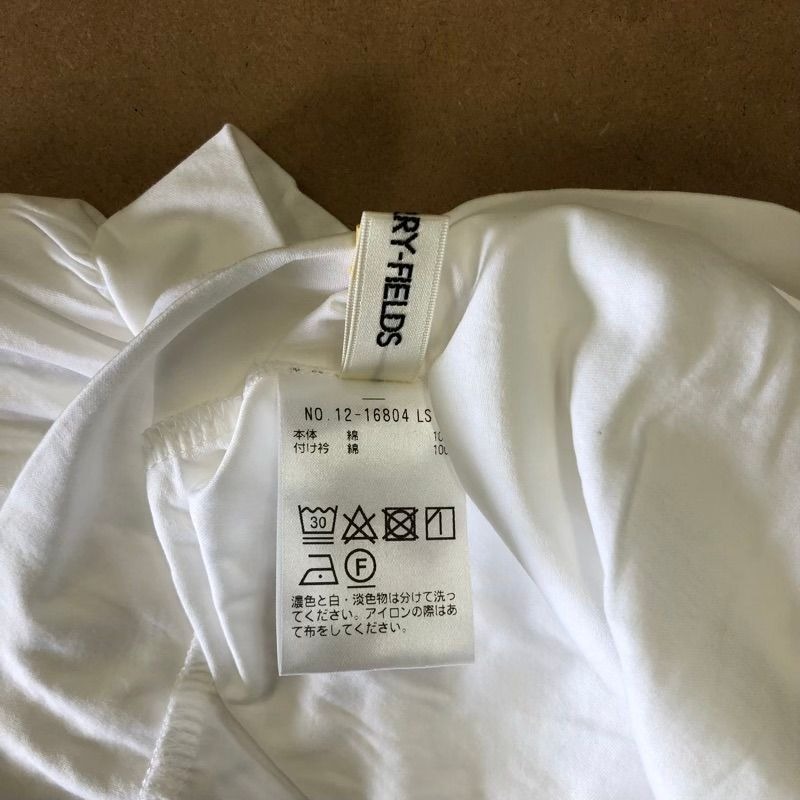 RY-FIELDS
NO.12-16804 LS
本体 綿
付け衿 綿 100
30
F
濃色と白・淡色物は分けて洗っ
てください。アイロンの際はあ
て布をしてください。